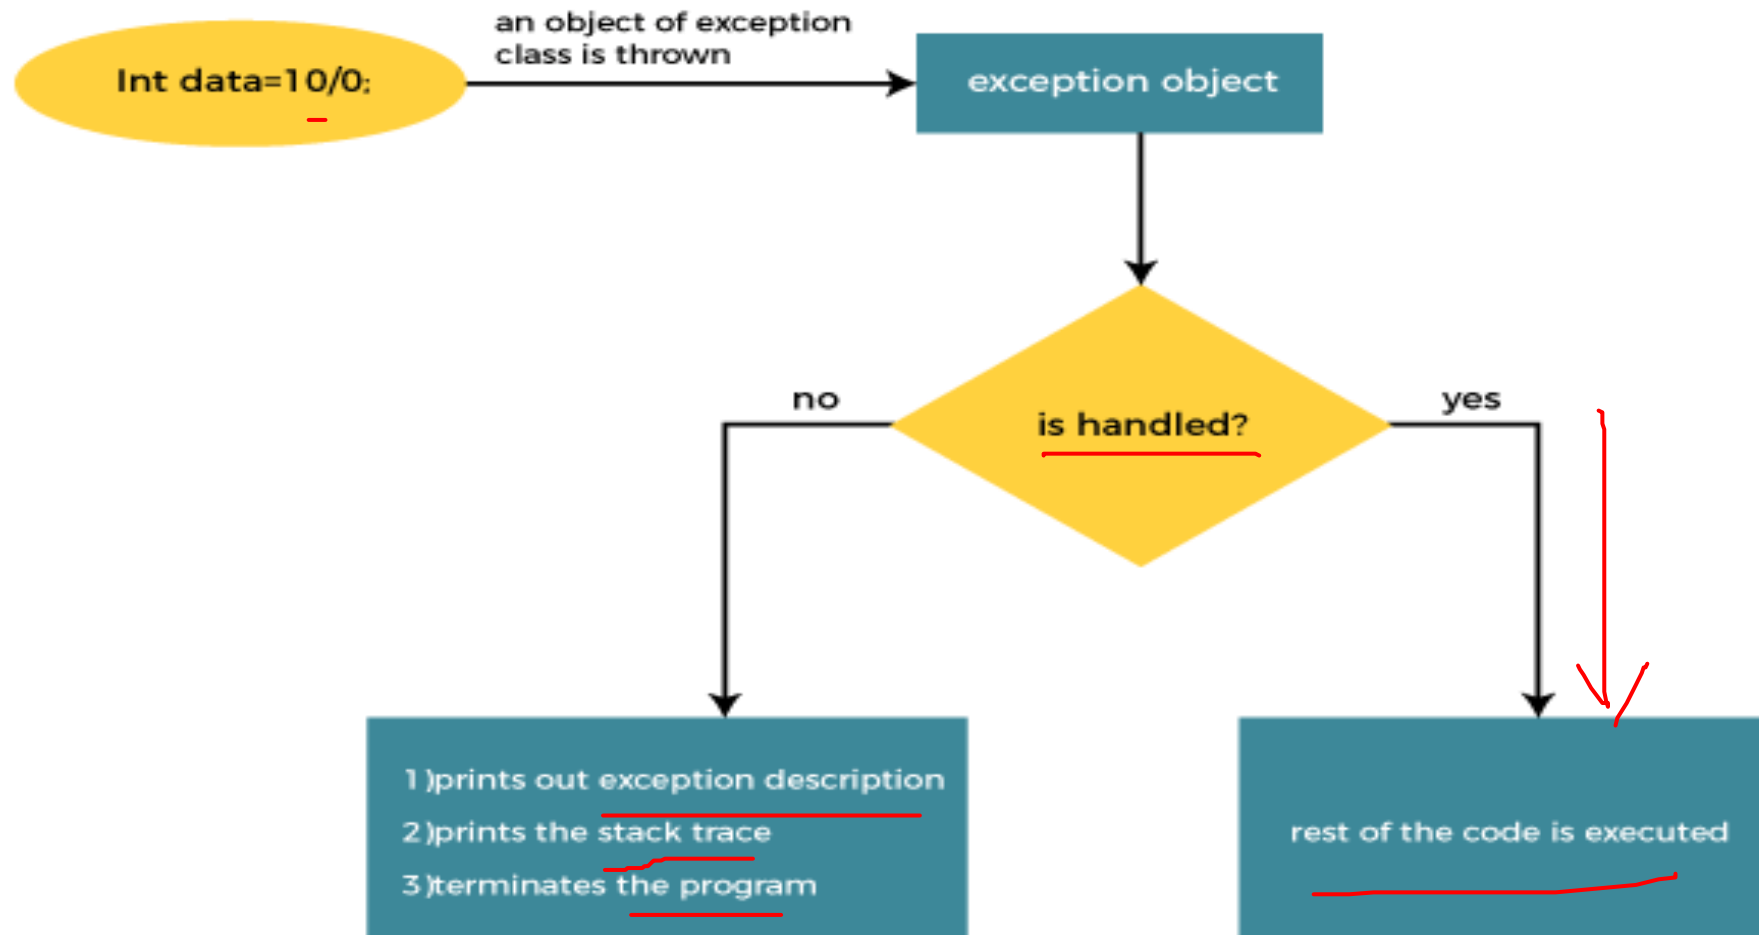 an object of exception
class is thrown
Int data=10/0;
exception object
no
yes
is handled?
1)prints out exception description
2)prints the stack trace
3)terminates the program
rest of the code is executed